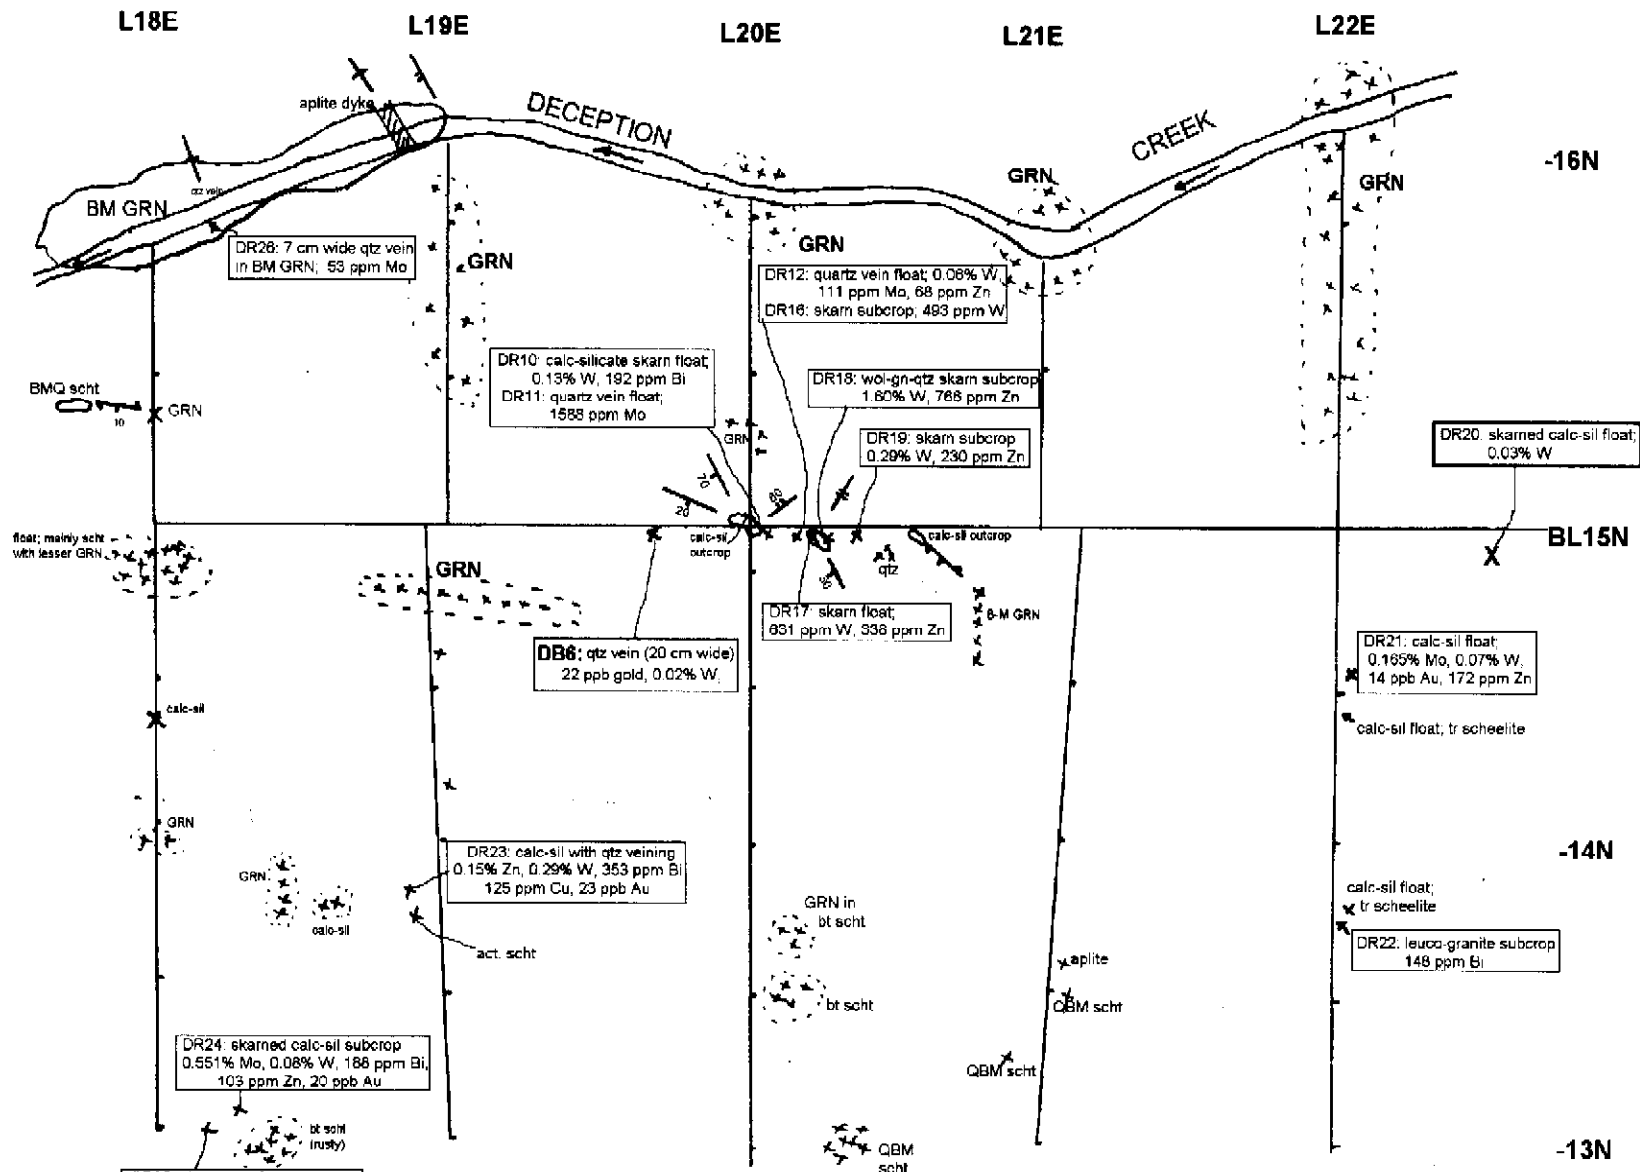 L18E
L19E
L20E
L21E
L22E
aplite dyke
DECEPTION
CREEK
-16N
qtz vein
BM GRN
GRN
GRN
GRN
GRN
DR26: 7 cm wide qtz vein
in BM GRN; 53 ppm Mo
DR12: quartz vein float; 0.06% W,
111 ppm Mo, 68 ppm Zn
DR16: skarn subcrop; 493 ppm W
DR10: calc-silicate skarn float;
0.13% W, 192 ppm Bi
DR11: quartz vein float;
1588 ppm Mo
DR18: wol-gn-qtz skarn subcrop
1.60% W, 766 ppm Zn
BMQ scht
10
GRN
GRN
DR19: skarn subcrop
0.29% W, 230 ppm Zn
DR20: skarned calc-sil float;
0.03% W
70
20
80
float; mainly scht
with lesser GRN
calc-sil
outcrop
calc-sil outcrop
BL15N
qtz
GRN
DR17: skarn float;
631 ppm W, 336 ppm Zn
B-M GRN
DB6: qtz vein (20 cm wide)
22 ppb gold, 0.02% W,
DR21: calc-sil float;
0.165% Mo, 0.07% W,
14 ppb Au, 172 ppm Zn
calc-sil
calc-sil float; tr scheelite
GRN
-14N
DR23: calc-sil with qtz veining
0.15% Zn, 0.29% W, 353 ppm Bi
125 ppm Cu, 23 ppb Au
GRN
calc-sil
act. scht
GRN in
bt scht
calc-sil float;
tr scheelite
DR22: leuco-granite subcrop
148 ppm Bi
aplite
bt scht
QBM scht
DR24: skarned calc-sil subcrop
0.551% Mo, 0.08% W, 188 ppm Bi,
103 ppm Zn, 20 ppb Au
QBM scht
bt scht
(rusty)
QBM
scht
-13N